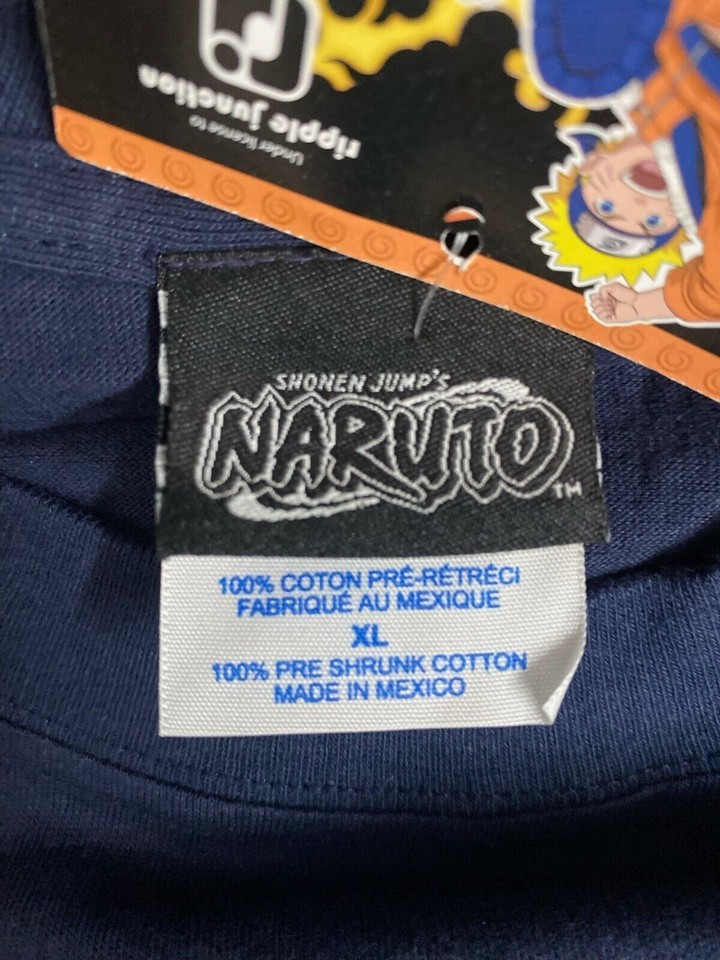 ripple junction
Under license to
SHONEN JUMP'S
NARUTO
TM
100% COTON PRÉ-RÉTRÉCI
FABRIQUÉ AU MEXIQUE
XL
100% PRE SHRUNK COTTON
MADE IN MEXICO